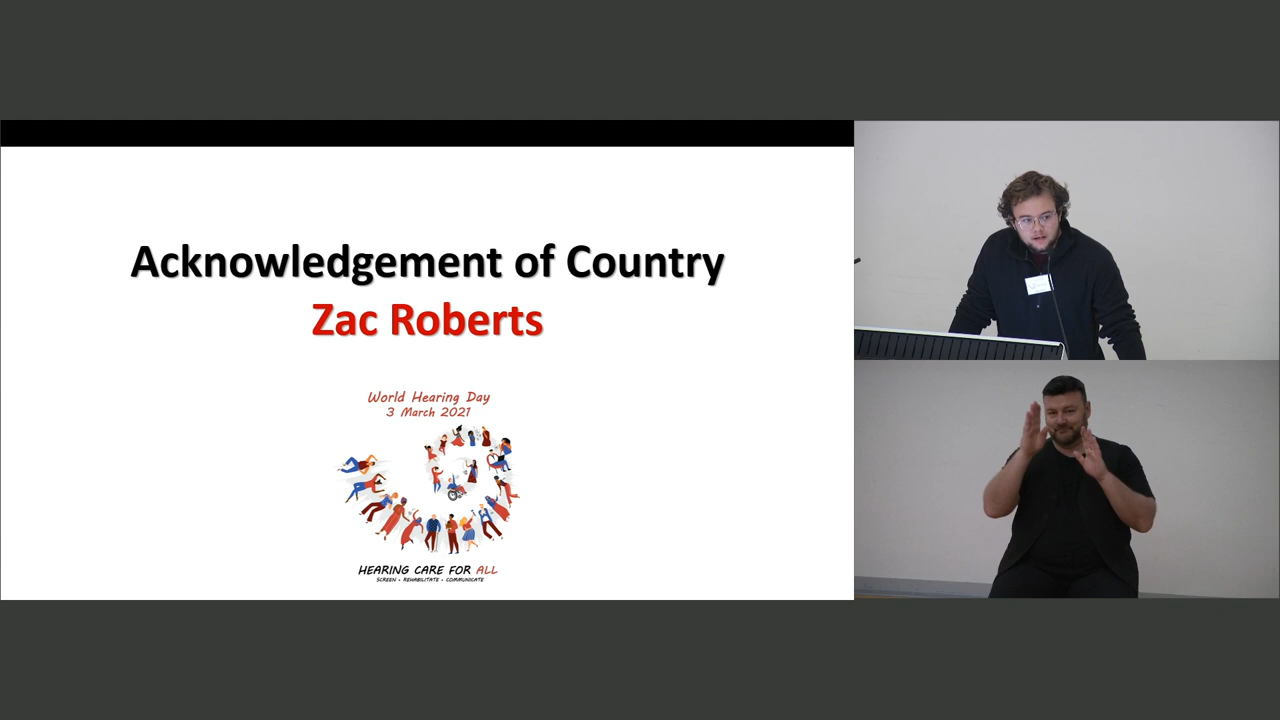 Acknowledgement of Country
Zac Roberts
World Hearing Day
3 March 2021
HEARING CARE FOR ALL
SCREEN • REHABILITATE • COMMUNICATE